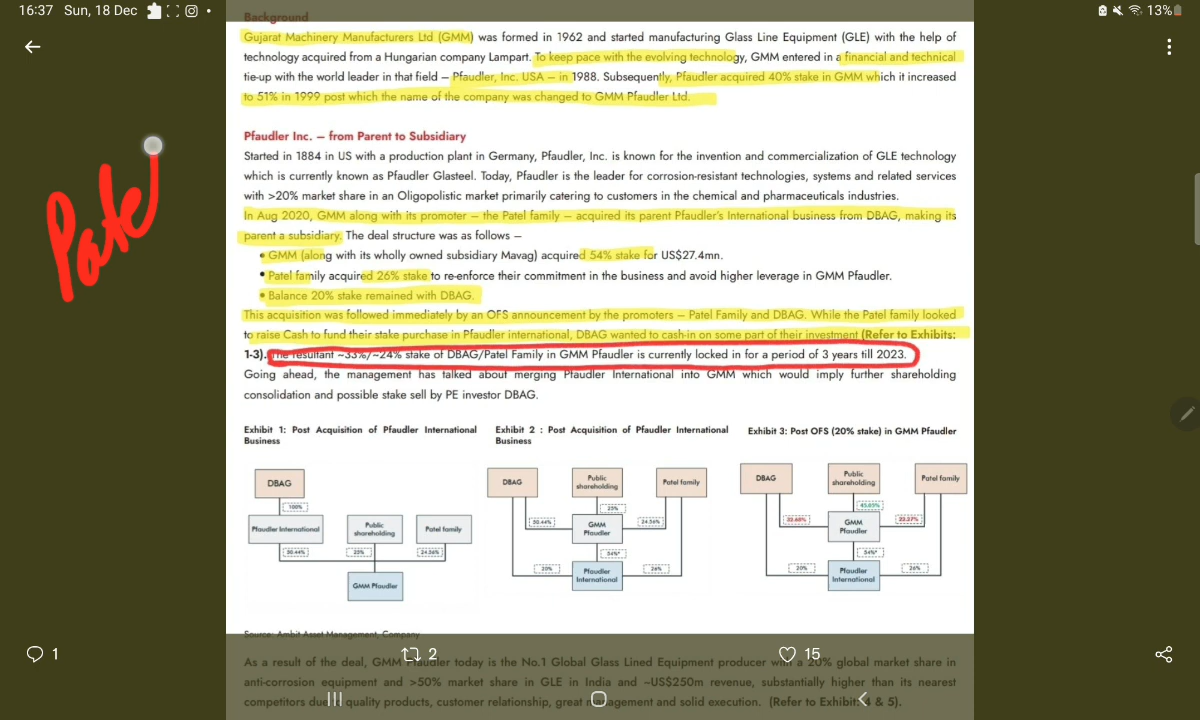 16:37 Sun, 18 Dec
13%
Background
Gujarat Machinery Manufacturers Ltd (GMM) was formed in 1962 and started manufacturing Glass Line Equipment (GLE) with the help of
technology acquired from a Hungarian company Lampart. To keep pace with the evolving technology, GMM entered in a financial and technical
tie-up with the world leader in that field – Pfaudler, Inc. USA – in 1988. Subsequently, Pfaudler acquired 40% stake in GMM which it increased
to 51% in 1999 post which the name of the company was changed to GMM Pfaudler Ltd.
Pfaudler Inc. – from Parent to Subsidiary
Started in 1884 in US with a production plant in Germany, Pfaudler, Inc. is known for the invention and commercialization of GLE technology
which is currently known as Pfaudler Glasteel. Today, Pfaudler is the leader for corrosion-resistant technologies, systems and related services
with >20% market share in an Oligopolistic market primarily catering to customers in the chemical and pharmaceuticals industries.
In Aug 2020, GMM along with its promoter – the Patel family – acquired its parent Pfaudler's International business from DBAG, making its
parent a subsidiary. The deal structure was as follows –
• GMM (along with its wholly owned subsidiary Mavag) acquired 54% stake for US$27.4mn.
• Patel family acquired 26% stake to re-enforce their commitment in the business and avoid higher leverage in GMM Pfaudler.
• Balance 20% stake remained with DBAG.
This acquisition was followed immediately by an OFS announcement by the promoters – Patel Family and DBAG. While the Patel family looked
to raise Cash to fund their stake purchase in Pfaudler international, DBAG wanted to cash-in on some part of their investment (Refer to Exhibits:
1-3). The resultant ~33%/~24% stake of DBAG/Patel Family in GMM Pfaudler is currently locked in for a period of 3 years till 2023.
Going ahead, the management has talked about merging Pfaudler International into GMM which would imply further shareholding
consolidation and possible stake sell by PE investor DBAG.
Exhibit 1: Post Acquisition of Pfaudler International
Business
DBAG
100%
Pfaudler International
Public
shareholding
Patel family
50.44%
25%
24.56%
GMM Pfaudler
Exhibit 2 : Post Acquisition of Pfaudler International
Business
DBAG
Public
shareholding
Patel family
25%
50.44%
GMM
Pfaudler
24.56%
54%*
20%
Pfaudler
International
26%
Exhibit 3: Post OFS (20% stake) in GMM Pfaudler
DBAG
Public
shareholding
Patel family
GMM
Pfaudler
54%*
20%
Pfaudler
International
26%
Source: Ambit Asset Management, Company
1
2
15
As a result of the deal, GMM Pfaudler today is the No.1 Global Glass Lined Equipment producer with a 20% global market share in
anti-corrosion equipment and >50% market share in GLE in India and ~US$250m revenue, substantially higher than its nearest
competitors due quality products, customer relationship, great management and solid execution. (Refer to Exhibit: 4 & 5).